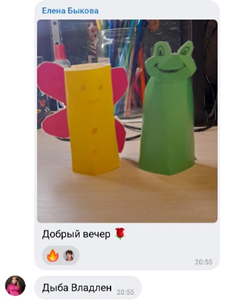 Елена Быкова
Добрый вечер 🌹
20:55
Дыба Владлен 20:55